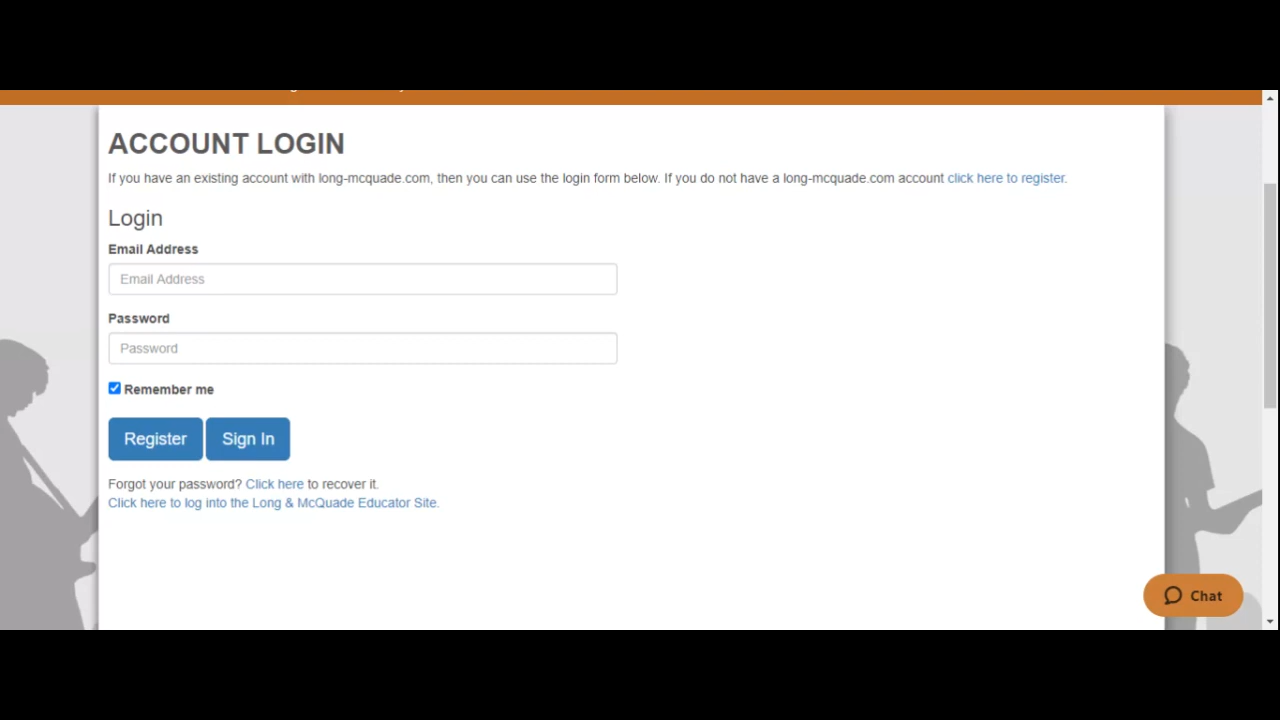 ACCOUNT LOGIN
If you have an existing account with long-mcquade.com, then you can use the login form below. If you do not have a long-mcquade.com account click here to register.
Login
Email Address
Email Address
Password
Password
Remember me
Register Sign In
Forgot your password? Click here to recover it.
Click here to log into the Long & McQuade Educator Site.
Chat